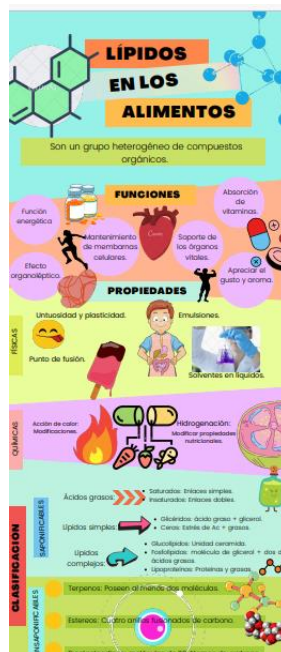 LÍPIDOS
EN LOS
ALIMENTOS
Son un grupo heterogéneo de compuestos
orgánicos.
FUNCIONES
Función
energética
Absorción
de
vitaminas.
Mantenimiento
de membarnas
celulares.
Soporte de
los órganos
vitales.
Efecto
organoléptico.
Apreciar el
gusto y aroma.
PROPIEDADES
FÍSICAS
Untuosidad y plasticidad.
Emulsiones.
Punto de fusión.
Solventes en líquidos.
QUÍMICAS
Acción de calor:
Modificaciones.
Hidrogenación:
Modificar propiedades
nutricionales.
CLASIFICACIÓN
SAPONIFICABLES
Ácidos grasos:
• Saturados: Enlaces simples.
• Insaturados: Enlaces dobles.
Lípidos simples:
• Glicéridos: ácido graso + glicerol.
• Ceras: Estrés de Ac + grasos.
Lípidos
complejos:
• Glucolípidos: Unidad ceramida.
• Fosfolípidos: molécula de glicerol + dos d
ácidos grasos.
• Lipoproteínas: Proteínas y grasas.
INSAPONIFICABLES
Terpenos: Poseen al menos dos moléculas.
Estereos: Cuatro anillos fusionados de carbono.